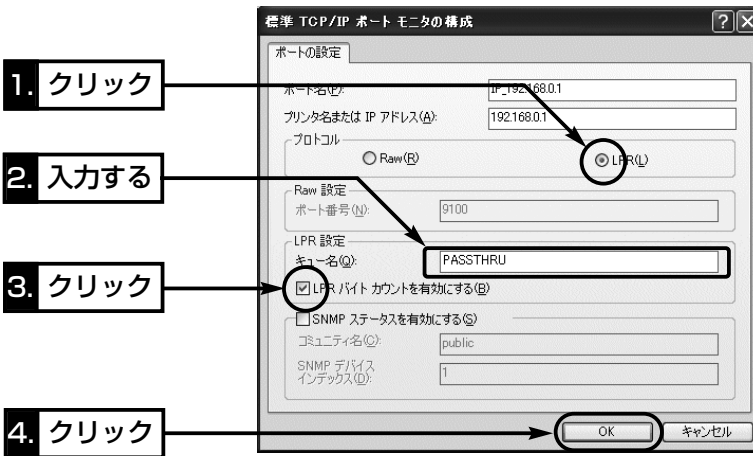 標準 TCP/IP ポート モニタの構成
ポートの設定
1. クリック
ポート名(P):
IP_192.168.0.1
プリンタ名または IP アドレス(A):
192.168.0.1
プロトコル
Raw(R)
LPR(L)
2. 入力する
Raw 設定
ポート番号(N):
9100
LPR 設定
キュー名(Q):
PASSTHRU
3. クリック
LPR バイト カウントを有効にする(B)
SNMP ステータスを有効にする(S)
コミュニティ名(C):
public
SNMP デバイス
インデックス(D):
1
4. クリック
OK
キャンセル